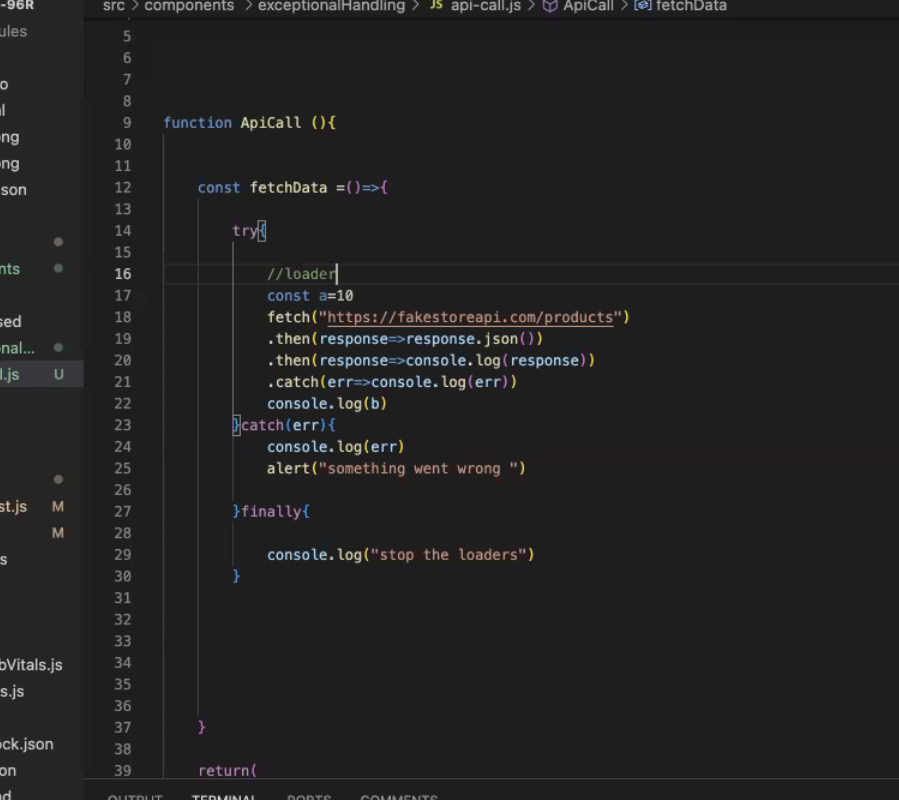 -96R
src > components > exceptionalHandling > JS api-call.js > ApiCall > fetchData
ules
5
6
7
8
9 function ApiCall (){
10
11
12 const fetchData =()=>{
13
14 try{
15
16 //loader
17 const a=10
18 fetch("https://fakestoreapi.com/products")
19 .then(response=>response.json())
20 .then(response=>console.log(response))
21 .catch(err=>console.log(err))
22 console.log(b)
23 }catch(err){
24 console.log(err)
25 alert("something went wrong ")
26
27 }finally{
28
29 console.log("stop the loaders")
30 }
31
32
33
34
35
36
37 }
38
39 return(
o
l
ng
ng
son
nts
sed
onal...
l.js U
st.js M
M
s
bVitals.js
s.js
ock.json
on
nd
OUTPUT TERMINAL PORTS COMMENTS